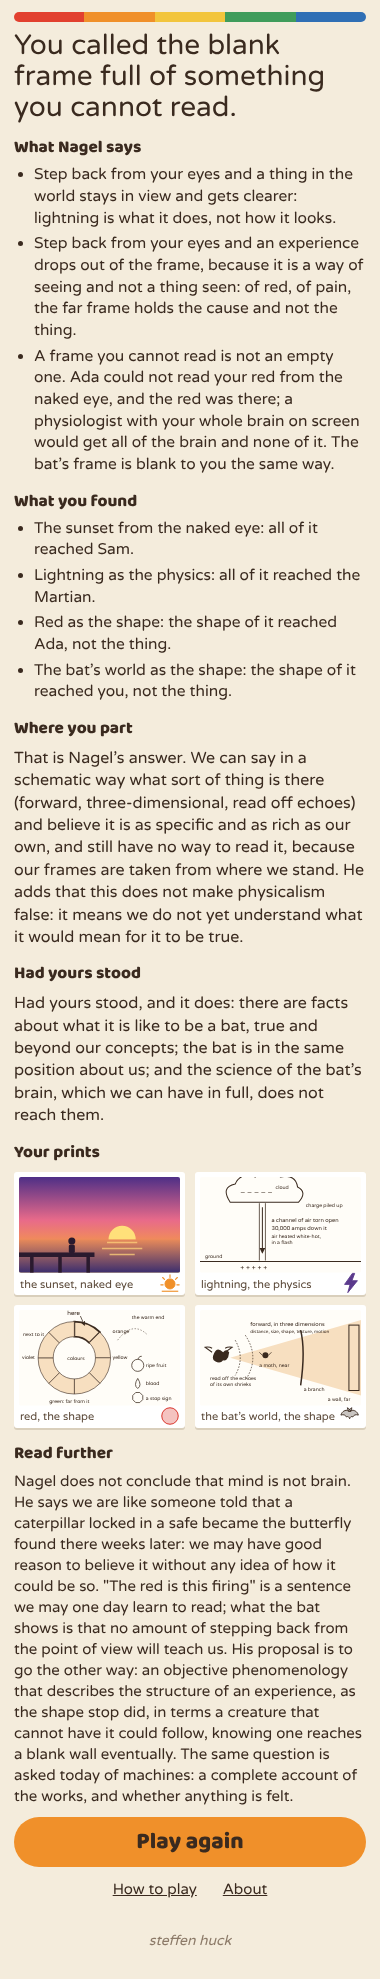 You called the blank
frame full of something
you cannot read.
What Nagel says
• Step back from your eyes and a thing in the
world stays in view and gets clearer:
lightning is what it does, not how it looks.
• Step back from your eyes and an experience
drops out of the frame, because it is a way of
seeing and not a thing seen: of red, of pain,
the far frame holds the cause and not the
thing.
• A frame you cannot read is not an empty
one. Ada could not read your red from the
naked eye, and the red was there; a
physiologist with your whole brain on screen
would get all of the brain and none of it. The
bat's frame is blank to you the same way.
What you found
• The sunset from the naked eye: all of it
reached Sam.
• Lightning as the physics: all of it reached the
Martian.
• Red as the shape: the shape of it reached
Ada, not the thing.
• The bat's world as the shape: the shape of it
reached you, not the thing.
Where you part
That is Nagel's answer. We can say in a
schematic way what sort of thing is there
(forward, three-dimensional, read off echoes)
and believe it is as specific and as rich as our
own, and still have no way to read it, because
our frames are taken from where we stand. He
adds that this does not make physicalism
false: it means we do not yet understand what
it would mean for it to be true.
Had yours stood
Had yours stood, and it does: there are facts
about what it is like to be a bat, true and
beyond our concepts; the bat is in the same
position about us; and the science of the bat's
brain, which we can have in full, does not
reach them.
Your prints
the sunset, naked eye
cloud
charge piled up
a channel of air torn open
30,000 amps down it
air heated white-hot,
in a flash
ground
lightning, the physics
here
the warm end
next to it
orange
violet
colours
yellow
ripe fruit
blood
green: far from it
a stop sign
red, the shape
forward, in three dimensions
distance, size, shape, texture, motion
a moth, near
read off the echoes
of its own shrieks
a branch
a wall, far
the bat's world, the shape
Read further
Nagel does not conclude that mind is not brain.
He says we are like someone told that a
caterpillar locked in a safe became the butterfly
found there weeks later: we may have good
reason to believe it without any idea of how it
could be so. "The red is this firing" is a sentence
we may one day learn to read; what the bat
shows is that no amount of stepping back from
the point of view will teach us. His proposal is to
go the other way: an objective phenomenology
that describes the structure of an experience, as
the shape stop did, in terms a creature that
cannot have it could follow, knowing one reaches
a blank wall eventually. The same question is
asked today of machines: a complete account of
the works, and whether anything is felt.
Play again
How to play About
steffen huck